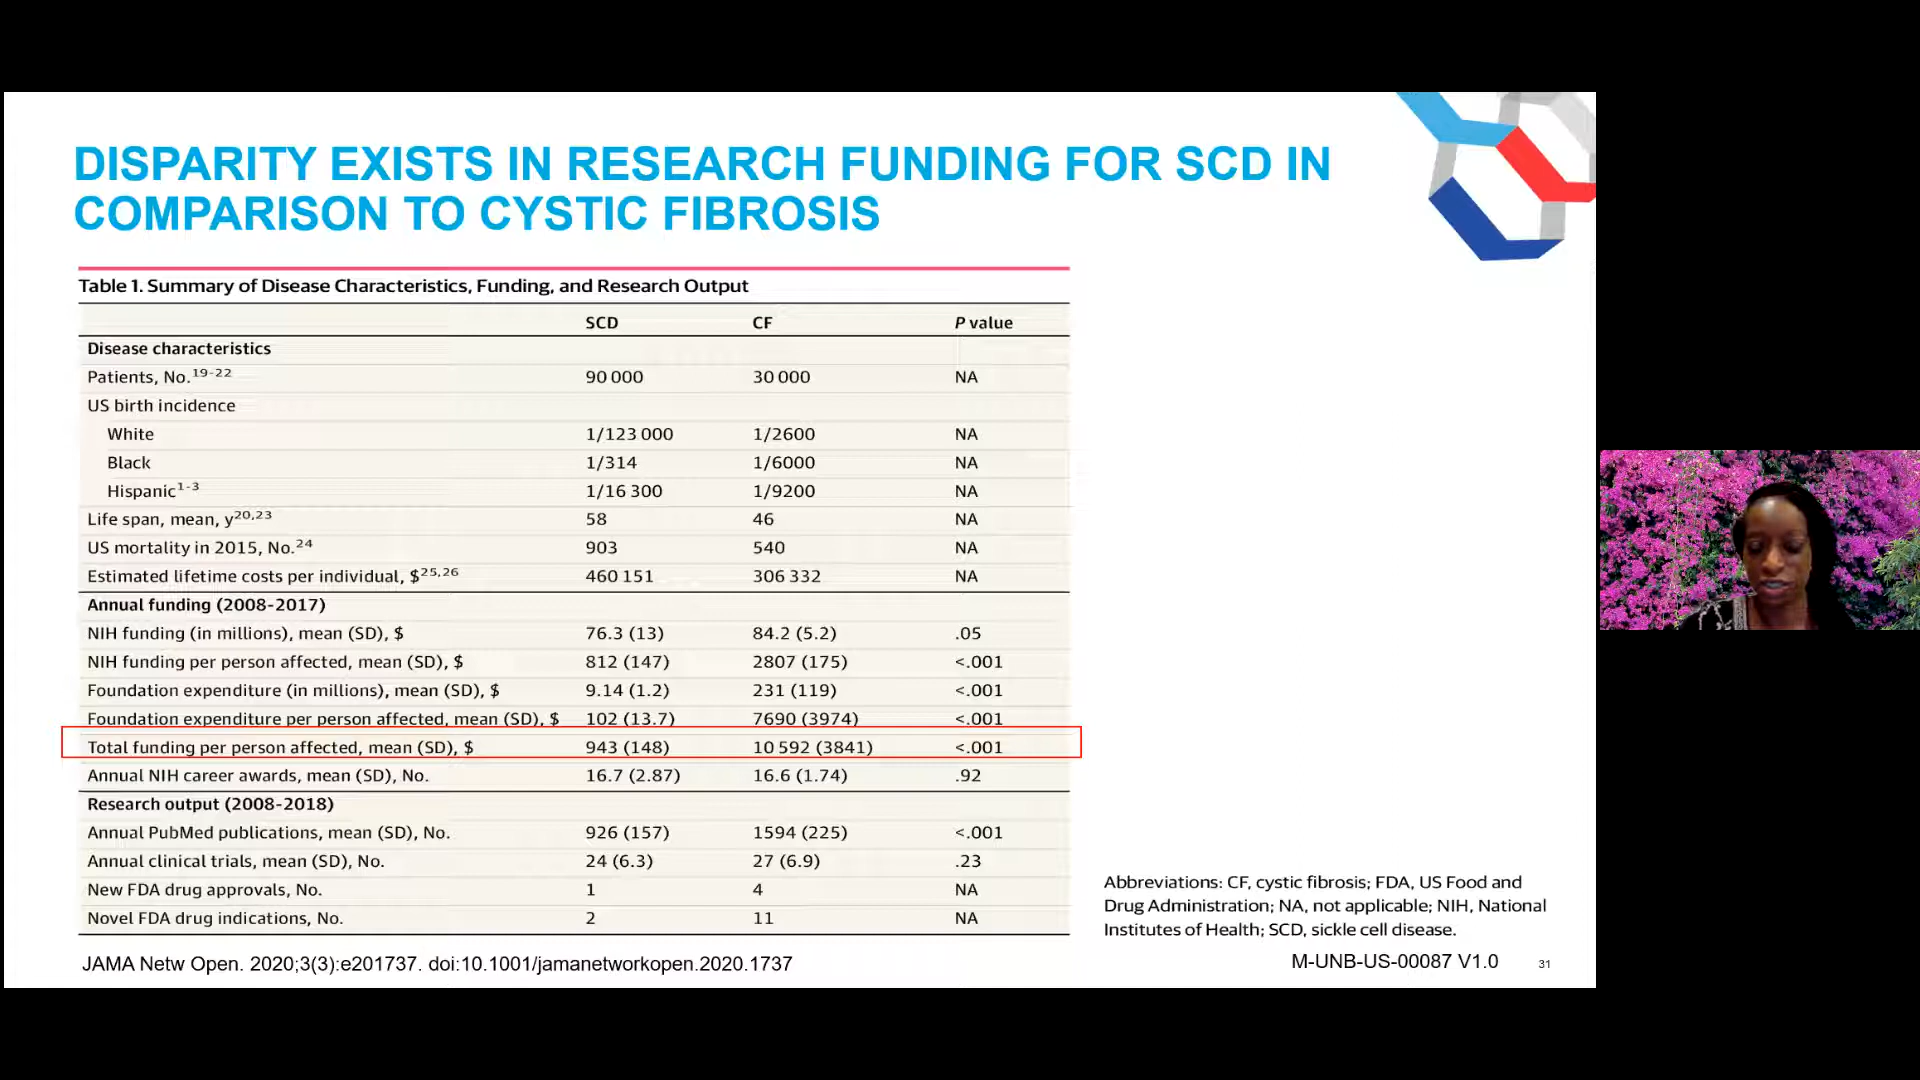 DISPARITY EXISTS IN RESEARCH FUNDING FOR SCD IN
COMPARISON TO CYSTIC FIBROSIS
Table 1. Summary of Disease Characteristics, Funding, and Research Output
SCD CF P value
Disease characteristics
Patients, No.19-22 90 000 30 000 NA
US birth incidence
White 1/123 000 1/2600 NA
Black 1/314 1/6000 NA
Hispanic1-3 1/16 300 1/9200 NA
Life span, mean, y20,23 58 46 NA
US mortality in 2015, No.24 903 540 NA
Estimated lifetime costs per individual, $25,26 460 151 306 332 NA
Annual funding (2008-2017)
NIH funding (in millions), mean (SD), $ 76.3 (13) 84.2 (5.2) .05
NIH funding per person affected, mean (SD), $ 812 (147) 2807 (175) <.001
Foundation expenditure (in millions), mean (SD), $ 9.14 (1.2) 231 (119) <.001
Foundation expenditure per person affected, mean (SD), $ 102 (13.7) 7690 (3974) <.001
Total funding per person affected, mean (SD), $ 943 (148) 10 592 (3841) <.001
Annual NIH career awards, mean (SD), No. 16.7 (2.87) 16.6 (1.74) .92
Research output (2008-2018)
Annual PubMed publications, mean (SD), No. 926 (157) 1594 (225) <.001
Annual clinical trials, mean (SD), No. 24 (6.3) 27 (6.9) .23
New FDA drug approvals, No. 1 4 NA
Novel FDA drug indications, No. 2 11 NA
Abbreviations: CF, cystic fibrosis; FDA, US Food and
Drug Administration; NA, not applicable; NIH, National
Institutes of Health; SCD, sickle cell disease.
JAMA Netw Open. 2020;3(3):e201737. doi:10.1001/jamanetworkopen.2020.1737
M-UNB-US-00087 V1.0 31